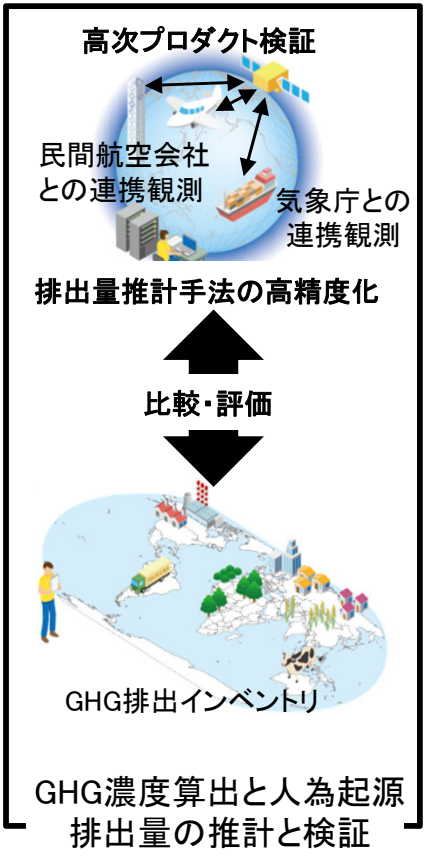 高次プロダクト検証
民間航空会社
との連携観測
気象庁との
連携観測
排出量推計手法の高精度化
比較・評価
GHG排出インベントリ
GHG濃度算出と人為起源
排出量の推計と検証